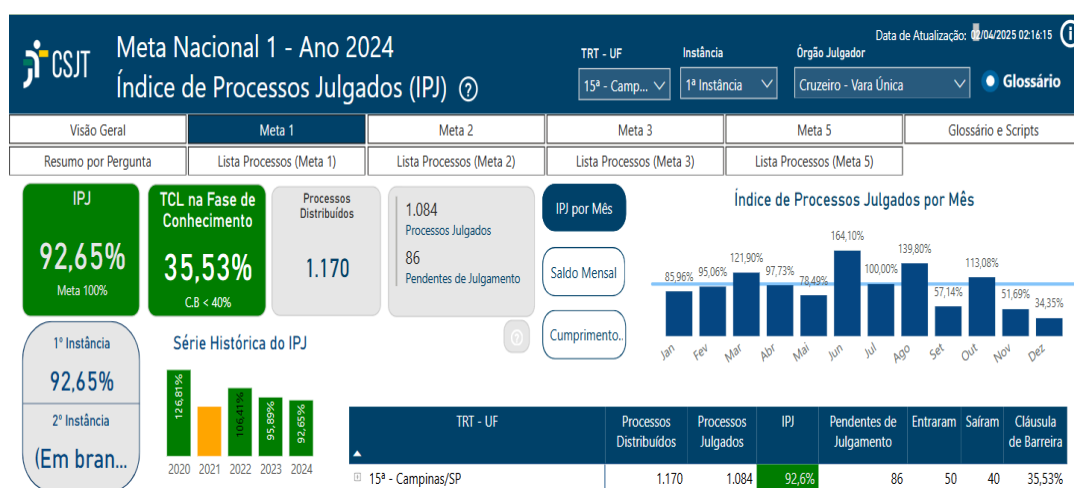 CSJT
Meta Nacional 1 - Ano 2024
Índice de Processos Julgados (IPJ)
Data de Atualização: 02/04/2025 02:16:15
TRT - UF
Instância
Órgão Julgador
15ª - Camp...
1ª Instância
Cruzeiro - Vara Única
Glossário
Visão Geral
Meta 1
Meta 2
Meta 3
Meta 5
Glossário e Scripts
Resumo por Pergunta
Lista Processos (Meta 1)
Lista Processos (Meta 2)
Lista Processos (Meta 3)
Lista Processos (Meta 5)
IPJ
92,65%
Meta 100%
TCL na Fase de
Conhecimento
35,53%
C.B < 40%
Processos
Distribuídos
1.170
1.084
Processos Julgados
86
Pendentes de Julgamento
IPJ por Mês
Saldo Mensal
Cumprimento..
Índice de Processos Julgados por Mês
85,96%
95,06%
121,90%
97,73%
78,49%
164,10%
100,00%
139,80%
57,14%
113,08%
51,69%
34,35%
Jan
Fev
Mar
Abr
Mai
Jun
Jul
Ago
Set
Out
Nov
Dez
1º Instância
92,65%
2º Instância
(Em bran...
Série Histórica do IPJ
126,81%
106,41%
95,89%
92,65%
2020 2021 2022 2023 2024
TRT - UF
Processos
Distribuídos
Processos
Julgados
IPJ
Pendentes de
Julgamento
Entraram
Saíram
Cláusula
de Barreira
15ª - Campinas/SP 1.170 1.084 92,6% 86 50 40 35,53%